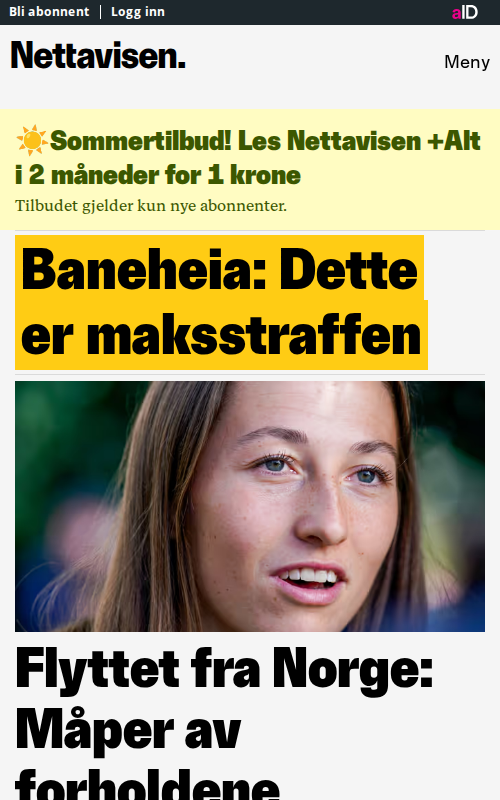 Bli abonnent
Logg inn
aID
Nettavisen.
Meny
☀️Sommertilbud! Les Nettavisen +Alt
i 2 måneder for 1 krone
Tilbudet gjelder kun nye abonnenter.
Baneheia: Dette
er maksstraffen
Flyttet fra Norge:
Måper av
forholdene